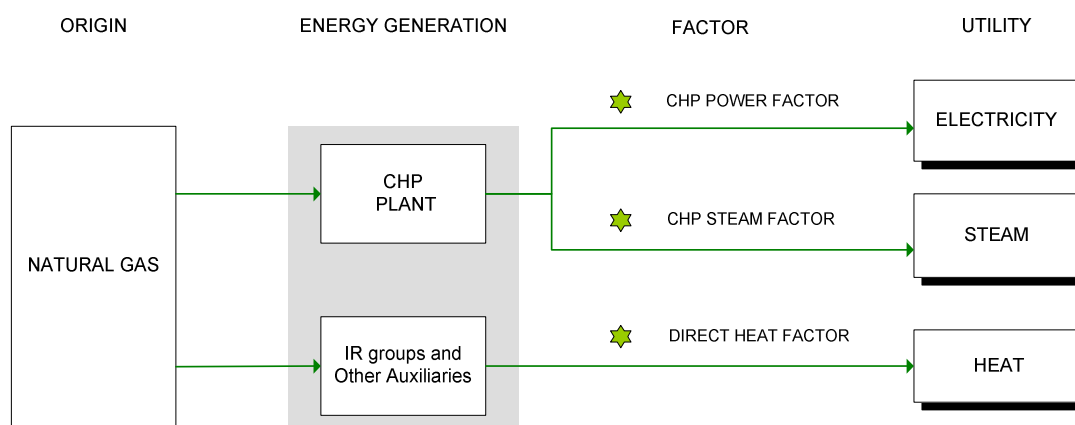 ORIGIN
ENERGY GENERATION
FACTOR
UTILITY
CHP POWER FACTOR
ELECTRICITY
CHP
PLANT
CHP STEAM FACTOR
STEAM
NATURAL GAS
IR groups and
Other Auxiliaries
DIRECT HEAT FACTOR
HEAT